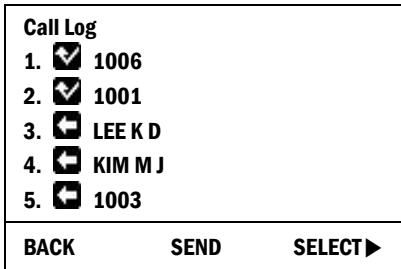 Call Log
1. 1006
2. 1001
3. LEE K D
4. KIM M J
5. 1003
BACK SEND SELECT▶